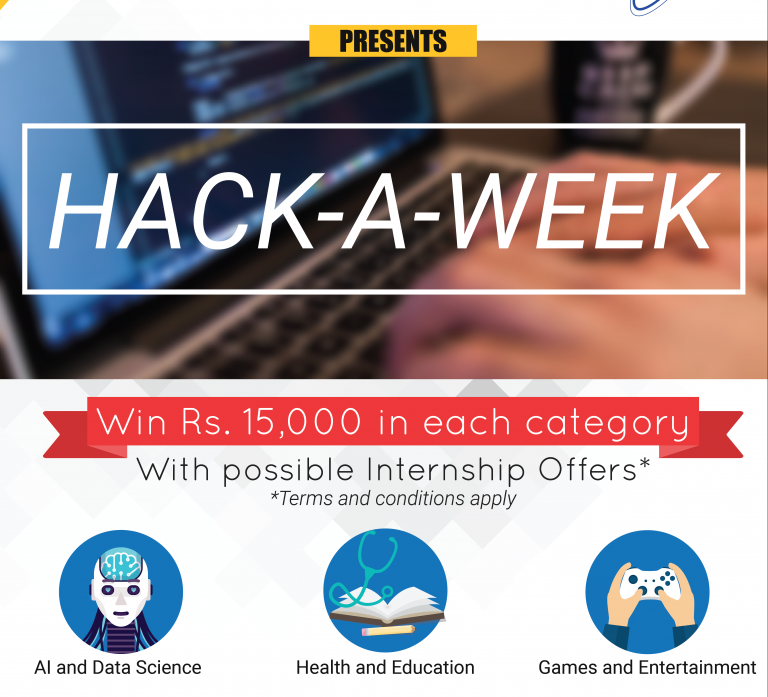 PRESENTS
HACK-A-WEEK
Win Rs. 15,000 in each category
With possible Internship Offers*
*Terms and conditions apply
AI and Data Science
Health and Education
Games and Entertainment